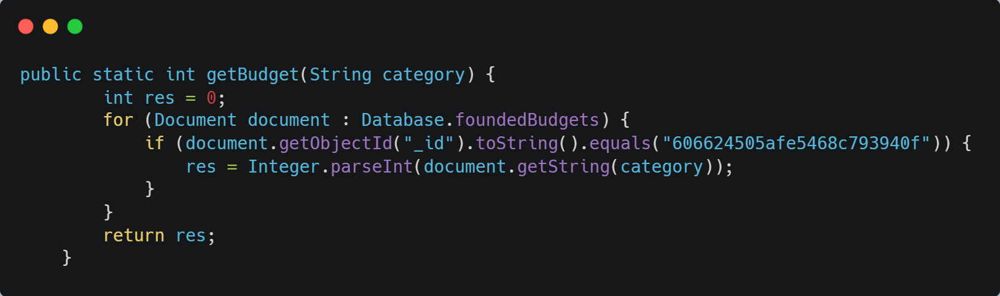 public static int getBudget(String category) {
        int res = 0;
        for (Document document : Database.foundedBudgets) {
            if (document.getObjectId("_id").toString().equals("606624505afe5468c793940f")) {
                res = Integer.parseInt(document.getString(category));
            }
        }
        return res;
    }